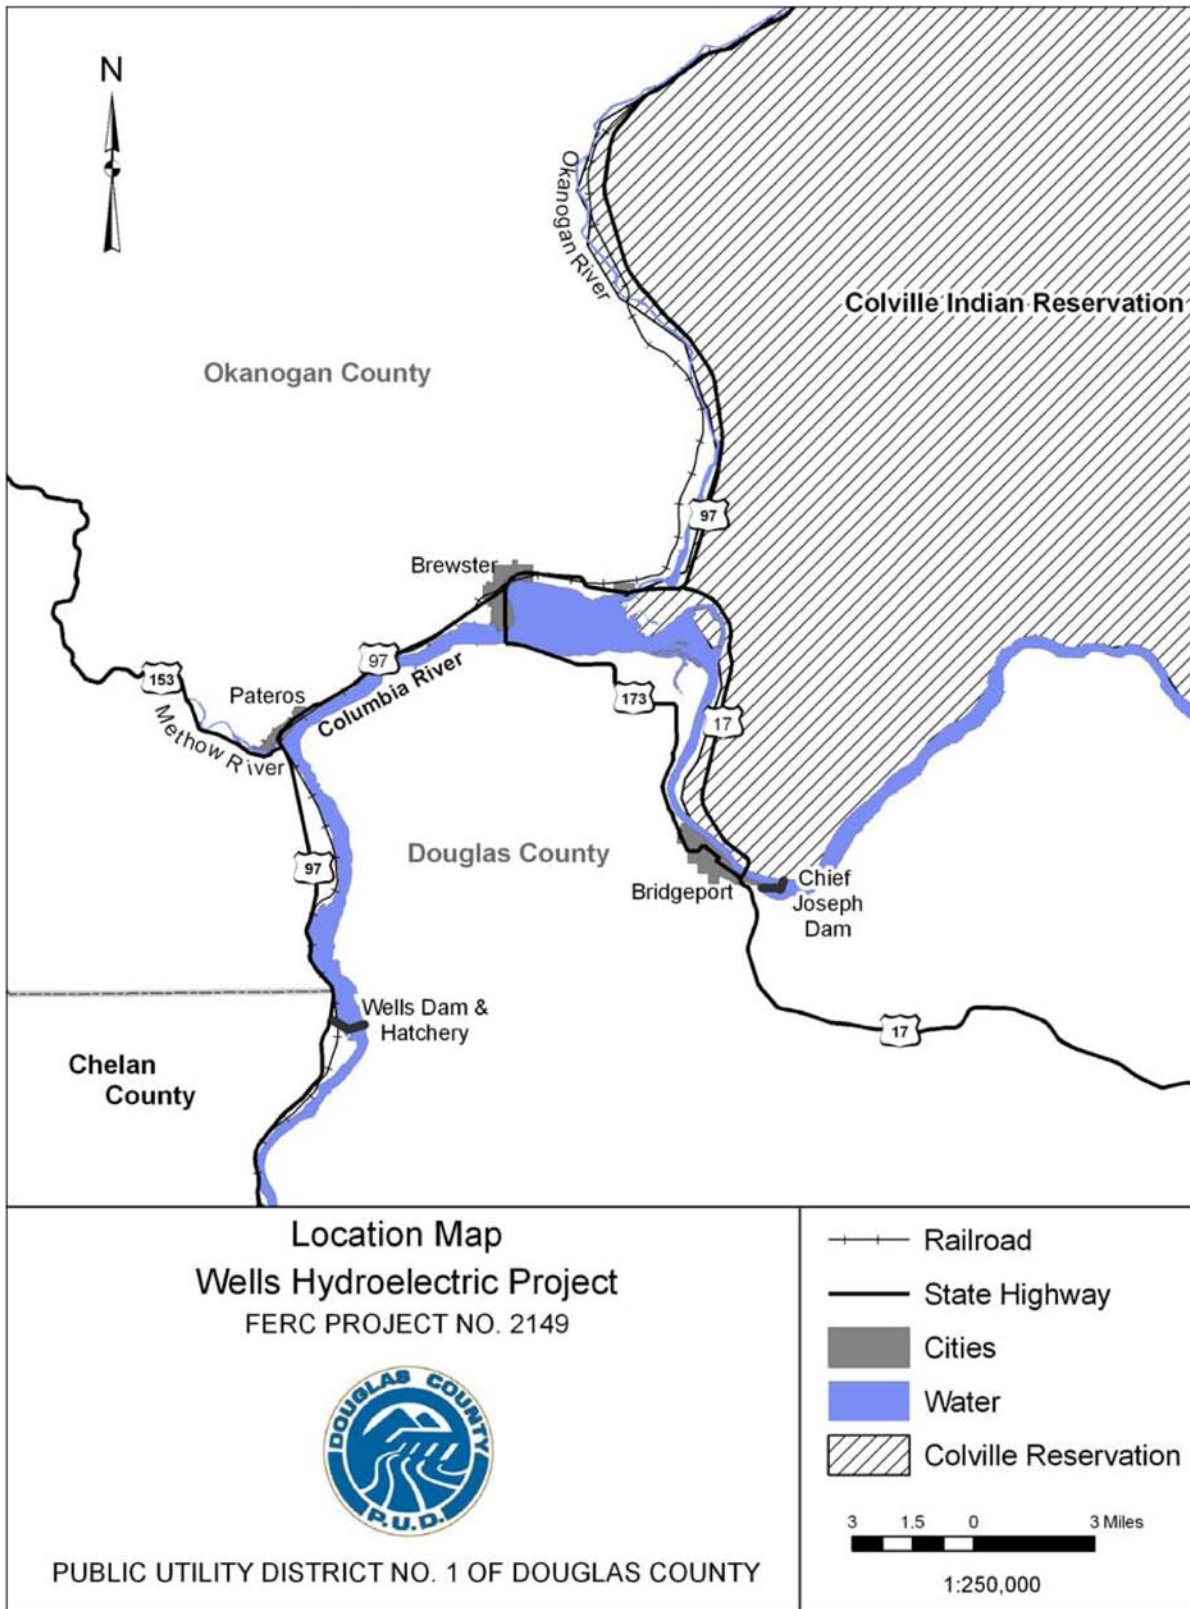 N
Okanogan River
Colville Indian Reservation
Okanogan County
97
Brewster
97
153
Pateros
Columbia River
173
17
Methow River
97
Douglas County
Bridgeport
Chief
Joseph
Dam
Wells Dam &
Hatchery
17
Chelan
County
Location Map
Wells Hydroelectric Project
FERC PROJECT NO. 2149
DOUGLAS COUNTY
P.U.D.
PUBLIC UTILITY DISTRICT NO. 1 OF DOUGLAS COUNTY
Railroad
State Highway
Cities
Water
Colville Reservation
3 1.5 0 3 Miles
1:250,000